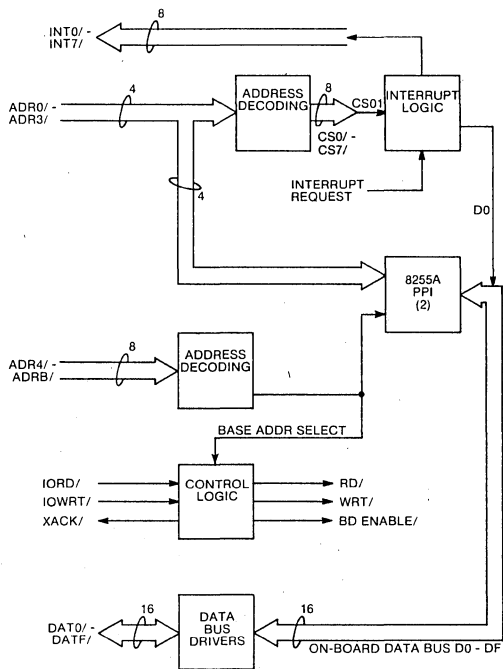 8
INT0/ -
INT7/
4
ADR0/ -
ADR3/
ADDRESS
DECODING
8
CS01
CS0/ -
CS7/
INTERRUPT
LOGIC
4
INTERRUPT
REQUEST
D0
8255A
PPI
(2)
8
ADR4/ -
ADRB/
ADDRESS
DECODING
BASE ADDR SELECT
IORD/
IOWRT/
XACK/
CONTROL
LOGIC
RD/
WRT/
BD ENABLE/
16
DAT0/ -
DATF/
DATA
BUS
DRIVERS
16
ON-BOARD DATA BUS D0 - DF